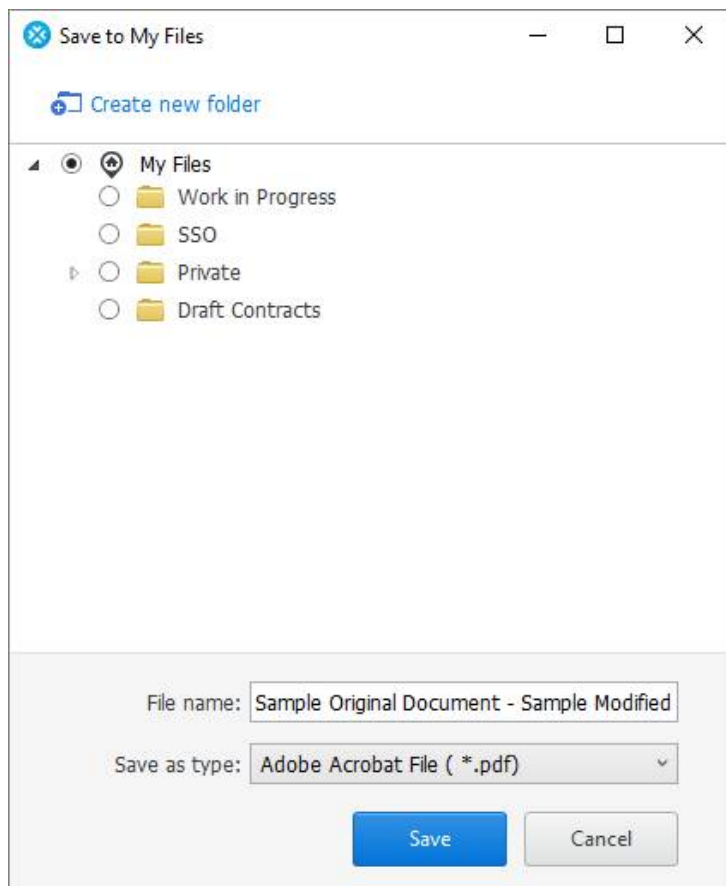 Save to My Files
Create new folder
My Files
Work in Progress
SSO
Private
Draft Contracts
File name: Sample Original Document - Sample Modified
Save as type: Adobe Acrobat File ( *.pdf)
Save Cancel